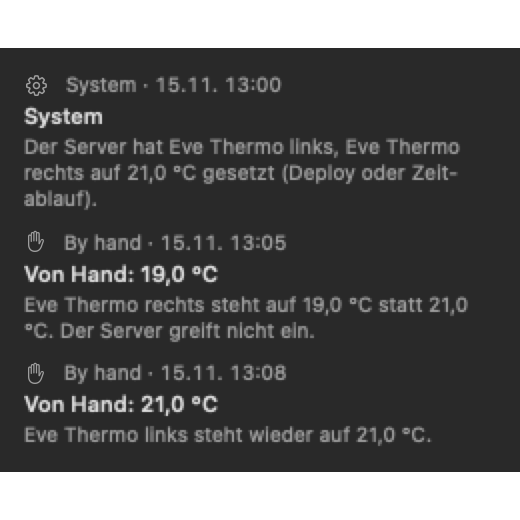 System · 15.11. 13:00
System
Der Server hat Eve Thermo links, Eve Thermo
rechts auf 21,0 °C gesetzt (Deploy oder Zeit-
ablauf).
By hand · 15.11. 13:05
Von Hand: 19,0 °C
Eve Thermo rechts steht auf 19,0 °C statt 21,0
°C. Der Server greift nicht ein.
By hand · 15.11. 13:08
Von Hand: 21,0 °C
Eve Thermo links steht wieder auf 21,0 °C.